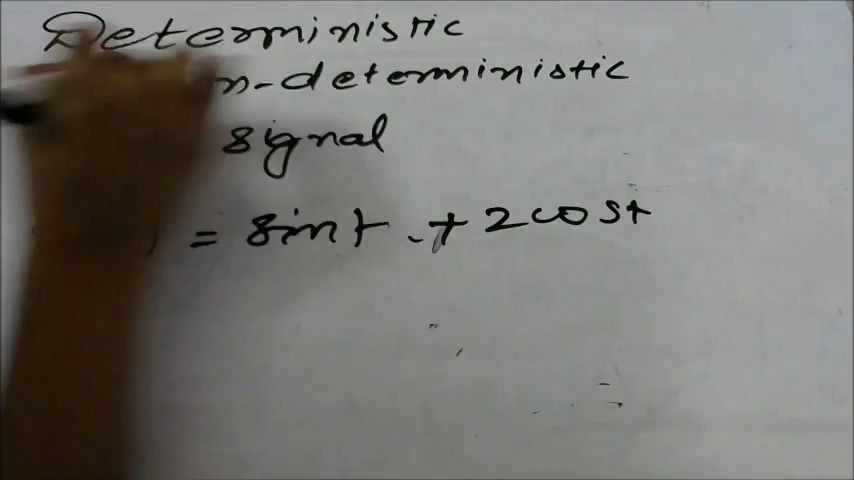 Deterministic
n-deterministic
signal
) = sint + 2cost